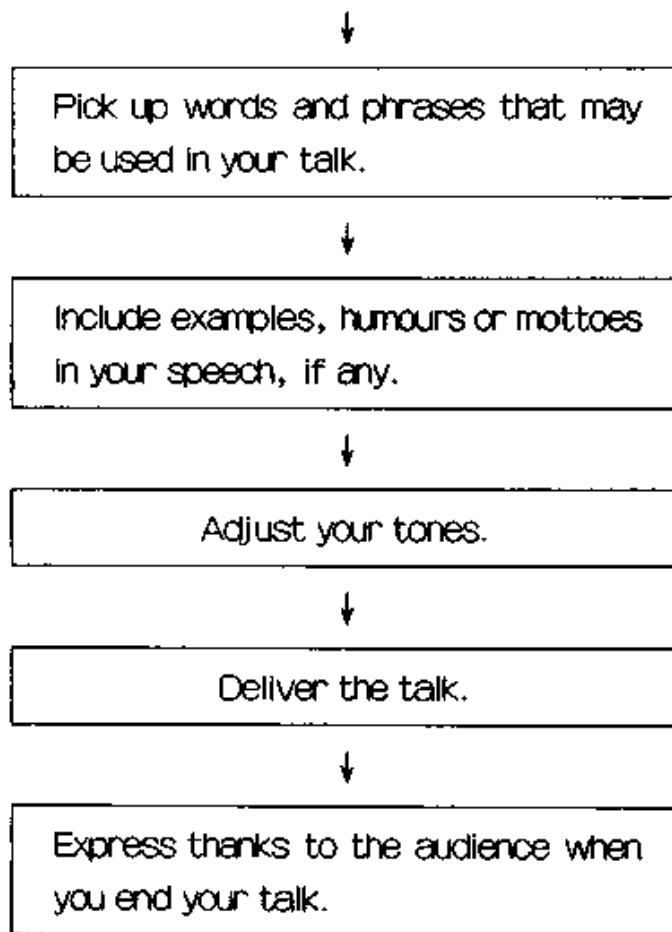 Pick up words and phrases that may
be used in your talk.
Include examples, humours or mottoes
in your speech, if any.
Adjust your tones.
Deliver the talk.
Express thanks to the audience when
you end your talk.